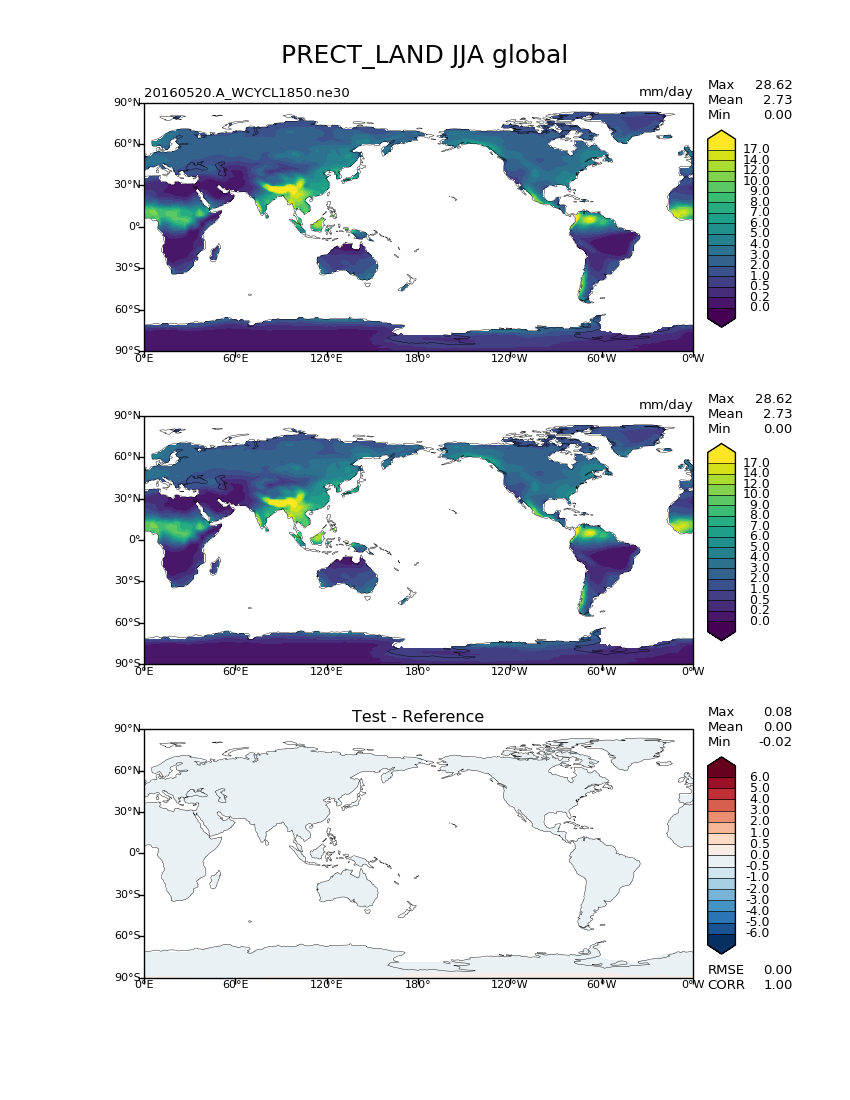 PRECT_LAND JJA global
20160520.A_WCYCL1850.ne30
mm/day
Max 28.62
Mean 2.73
Min 0.00
90°N
60°N
30°N
0°
30°S
60°S
90°S
0°E 60°E 120°E 180° 120°W 60°W 0°W
17.0
14.0
12.0
10.0
9.0
8.0
7.0
6.0
5.0
4.0
3.0
2.0
1.0
0.5
0.2
0.0
mm/day
Max 28.62
Mean 2.73
Min 0.00
90°N
60°N
30°N
0°
30°S
60°S
90°S
0°E 60°E 120°E 180° 120°W 60°W 0°W
17.0
14.0
12.0
10.0
9.0
8.0
7.0
6.0
5.0
4.0
3.0
2.0
1.0
0.5
0.2
0.0
Test - Reference
Max 0.08
Mean 0.00
Min -0.02
90°N
60°N
30°N
0°
30°S
60°S
90°S
0°E 60°E 120°E 180° 120°W 60°W 0°W
6.0
5.0
4.0
3.0
2.0
1.0
0.5
0.0
-0.5
-1.0
-2.0
-3.0
-4.0
-5.0
-6.0
RMSE 0.00
CORR 1.00